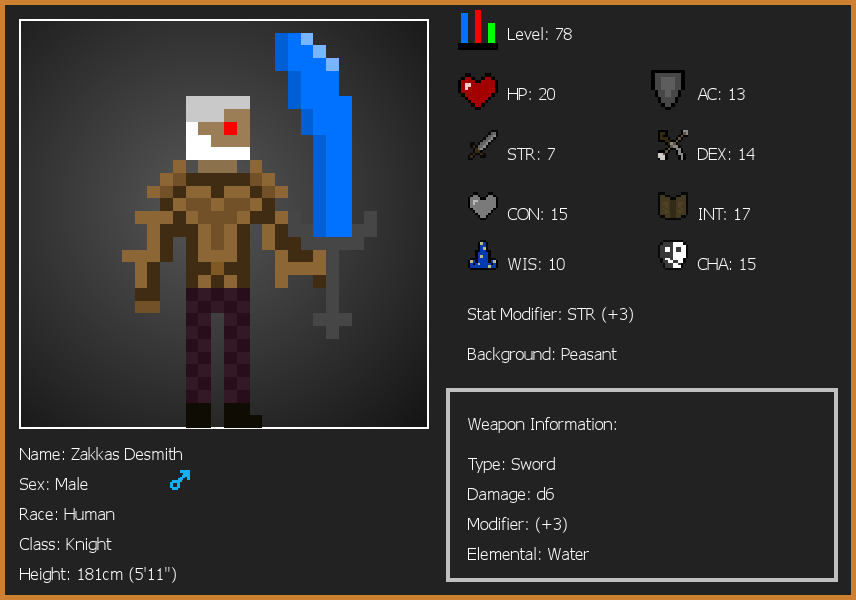 Level: 78
HP: 20
AC: 13
STR: 7
DEX: 14
CON: 15
INT: 17
WIS: 10
CHA: 15
Stat Modifier: STR (+3)
Background: Peasant
Weapon Information:
Type: Sword
Damage: d6
Modifier: (+3)
Elemental: Water
Name: Zakkas Desmith
Sex: Male
Race: Human
Class: Knight
Height: 181cm (5'11")